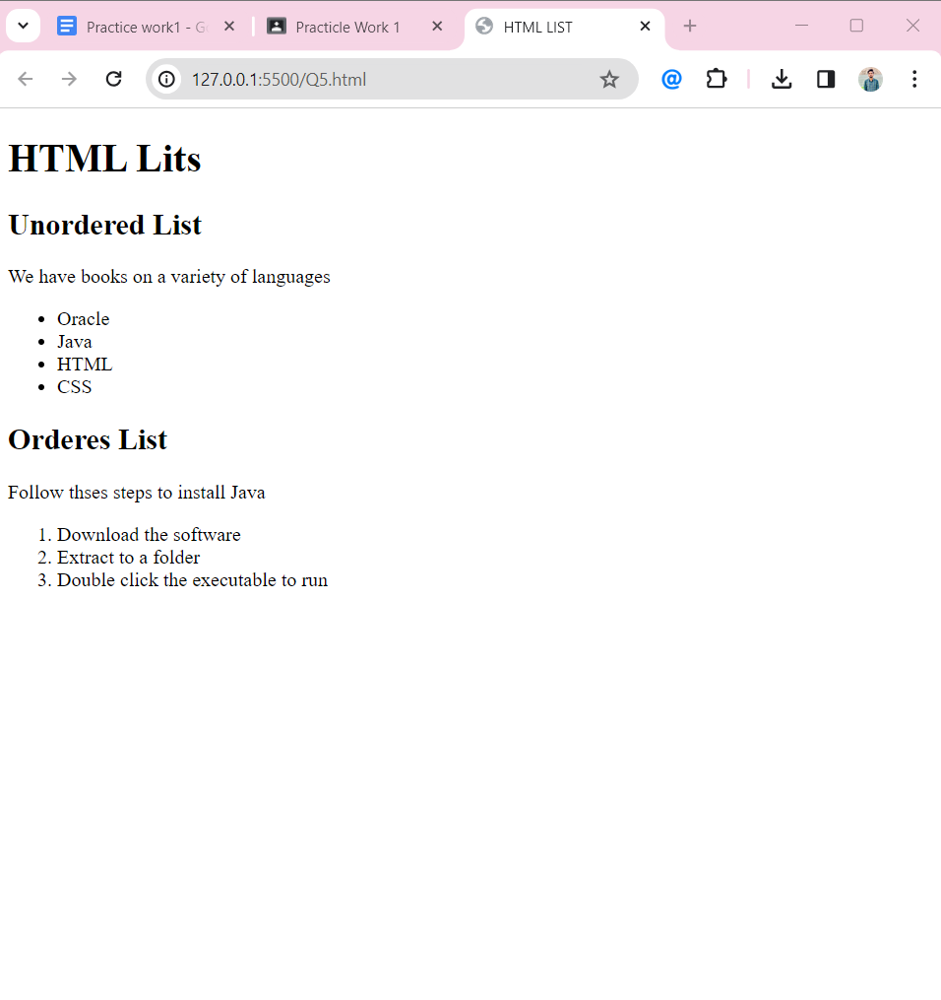 Practice work1 - G
Practicle Work 1
HTML LIST
127.0.0.1:5500/Q5.html
HTML Lits
Unordered List
We have books on a variety of languages
• Oracle
• Java
• HTML
• CSS
Orderes List
Follow thses steps to install Java
1. Download the software
2. Extract to a folder
3. Double click the executable to run